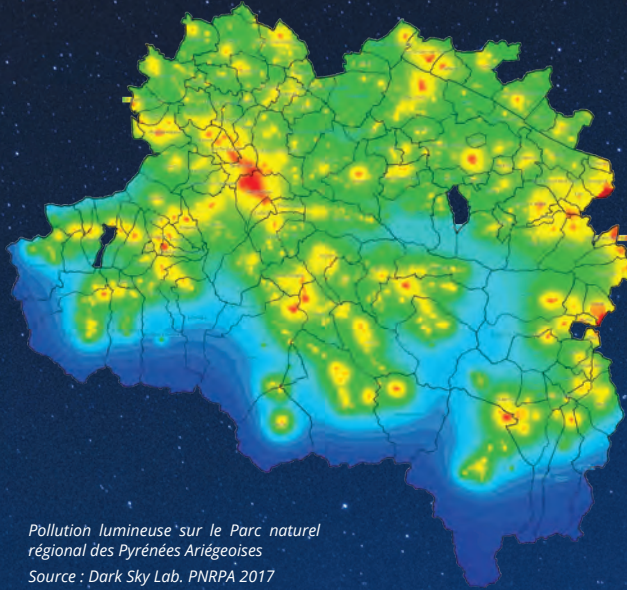 Pollution lumineuse sur le Parc naturel
régional des Pyrénées Ariégeoises
Source : Dark Sky Lab. PNRPA 2017